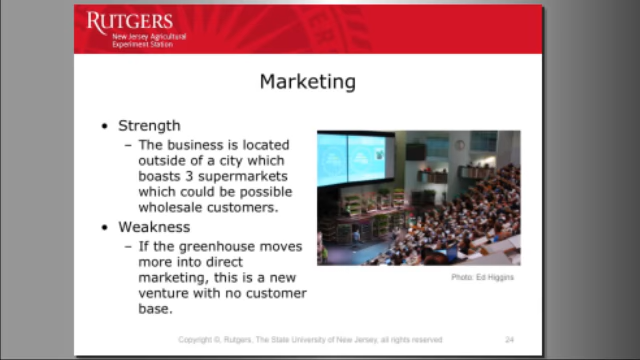 RUTGERS
New Jersey Agricultural
Experiment Station
Marketing
• Strength
– The business is located
outside of a city which
boasts 3 supermarkets
which could be possible
wholesale customers.
• Weakness
– If the greenhouse moves
more into direct
marketing, this is a new
venture with no customer
base.
Photo: Ed Higgins
Copyright ©, Rutgers, The State University of New Jersey, all rights reserved
24